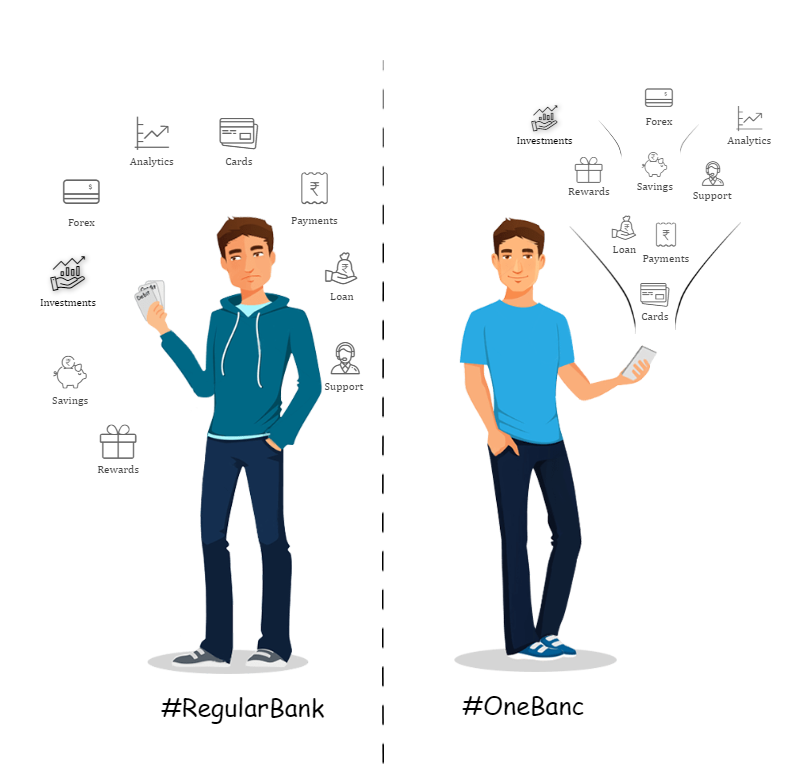 Analytics
Cards
Forex
Payments
Investments
Loan
Debit
Savings
Support
Rewards
#RegularBank
Forex
Investments
Analytics
Rewards
Savings
Support
Loan
Payments
Cards
#OneBanc